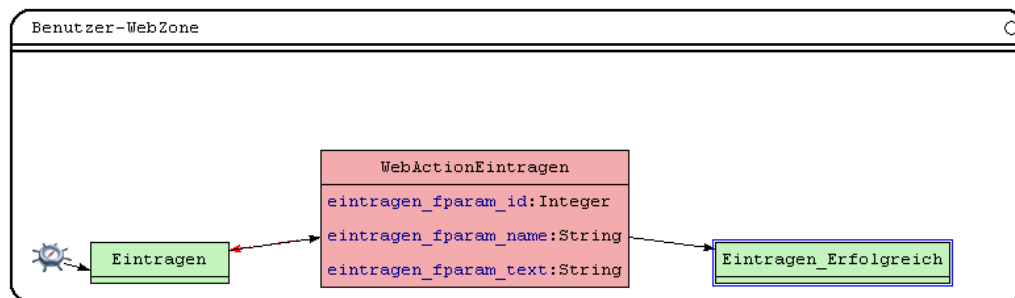 Benutzer-WebZone
WebActionEintragen
eintragen_fparam_id:Integer
eintragen_fparam_name:String
eintragen_fparam_text:String
Eintragen
Eintragen_Erfolgreich